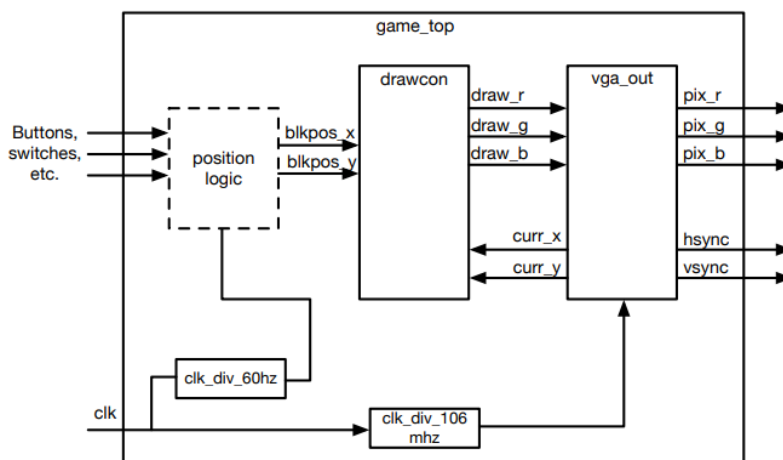 game_top
drawcon
vga_out
Buttons,
switches,
etc.
position
logic
blkpos_x
blkpos_y
draw_r
draw_g
draw_b
pix_r
pix_g
pix_b
curr_x
curr_y
hsync
vsync
clk_div_60hz
clk
clk_div_106
mhz